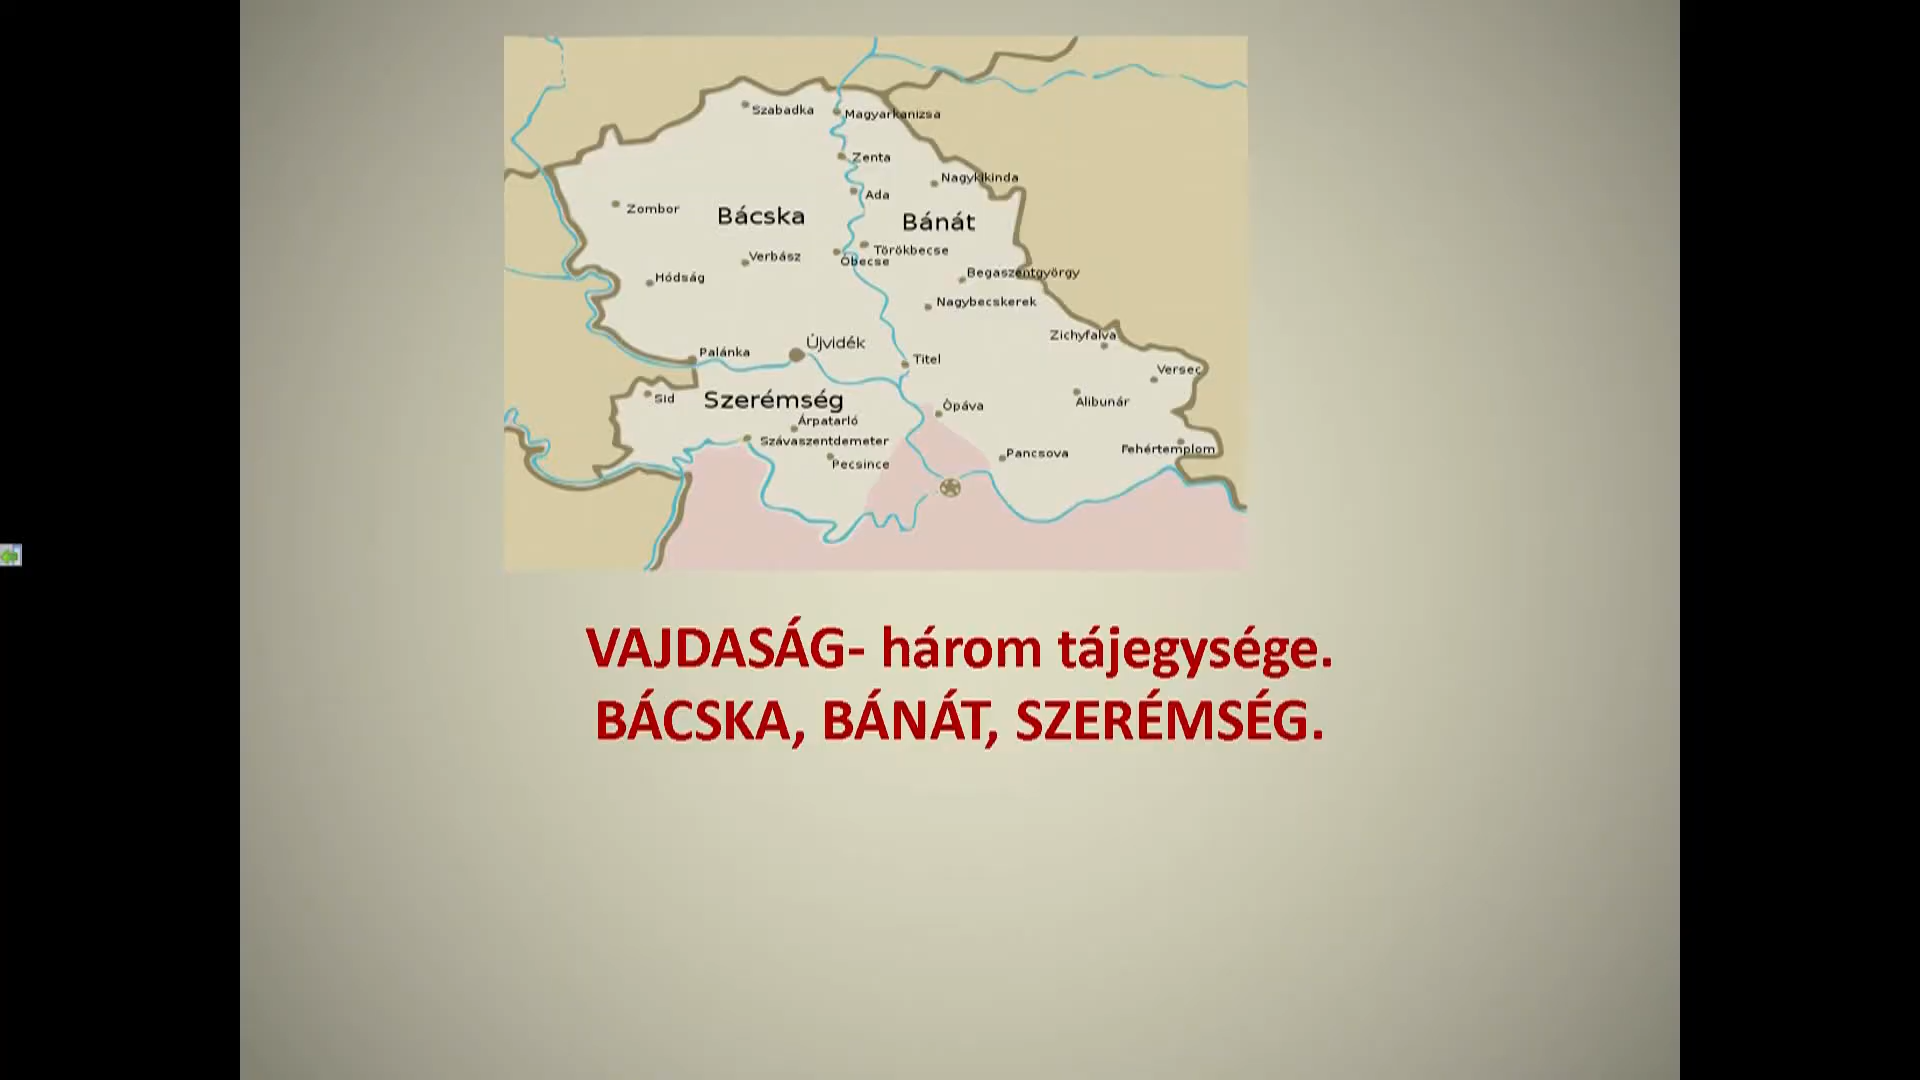 Szabadka
Magyarkanizsa
Zenta
Nagykikinda
Ada
Zombor
Bácska
Bánát
Törökbecse
Verbász
Óbecse
Begaszentgyörgy
Hódság
Nagybecskerek
Zichyfalva
Újvidék
Palánka
Titel
Versec
Sid
Szerémség
Alibunár
Ópáva
Árpatarló
Szávaszentdemeter
Fehértemplom
Pancsova
Pecsince
VAJDASÁG- három tájegysége.
BÁCSKA, BÁNÁT, SZERÉMSÉG.